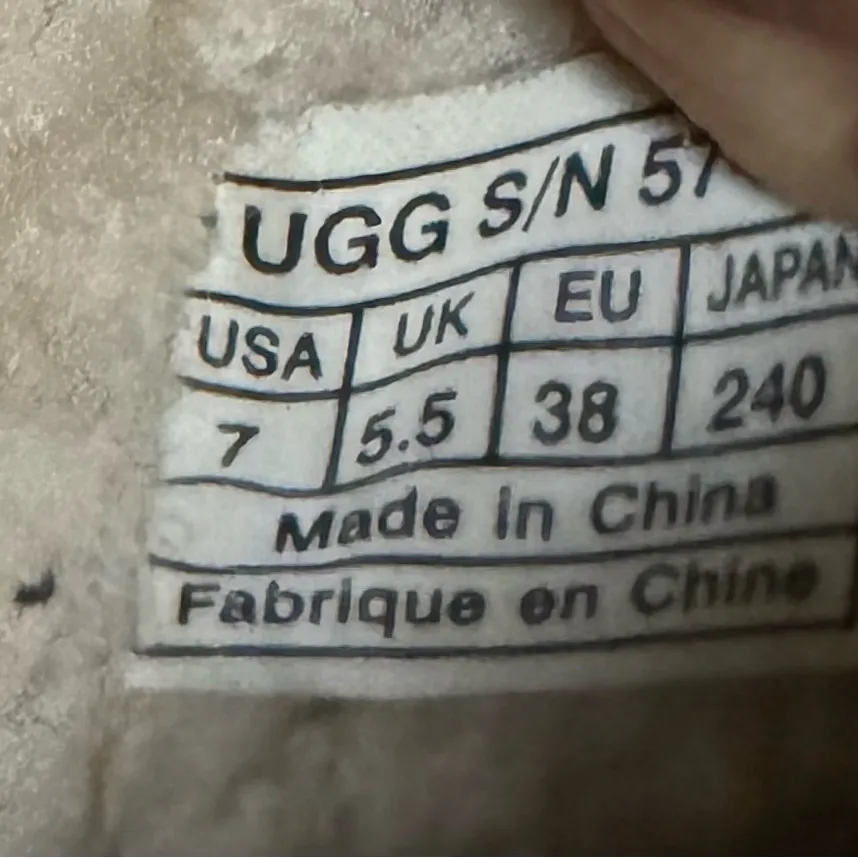 UGG S/N 57
USA UK EU JAPAN
7 5.5 38 240
Made in China
Fabrique en Chine